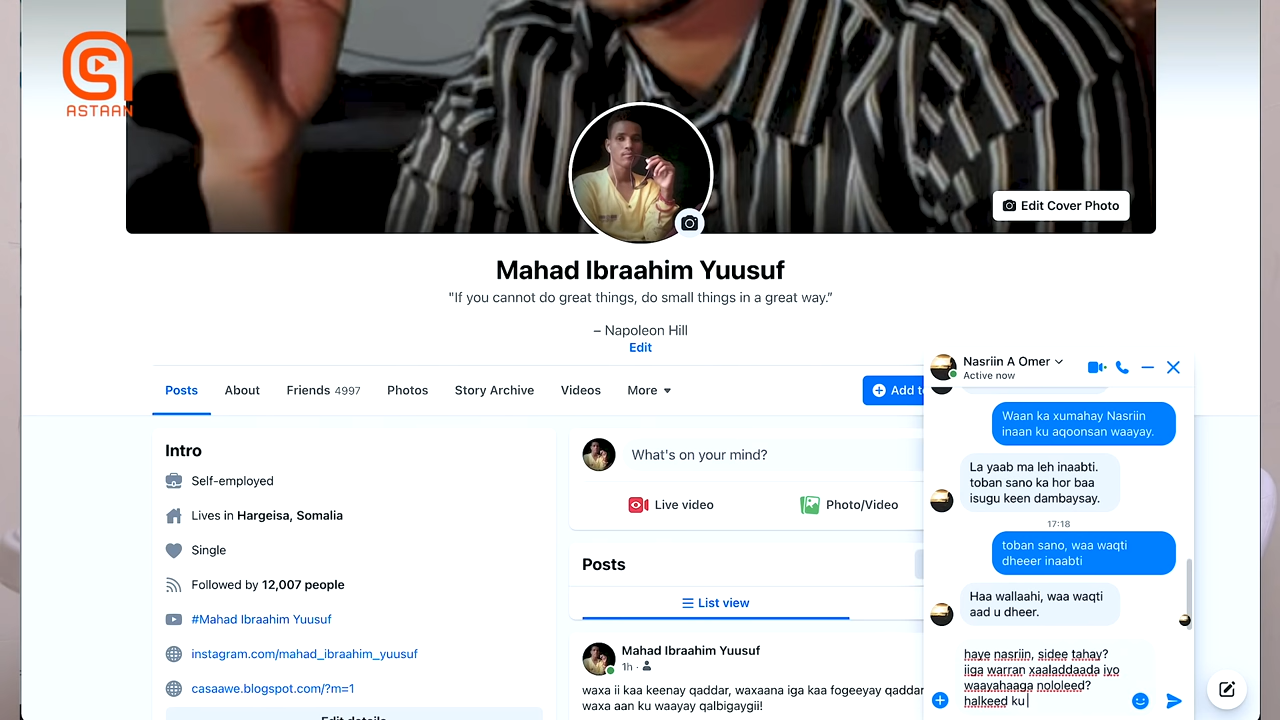 ASTAAN
Edit Cover Photo
Mahad Ibraahim Yuusuf
"If you cannot do great things, do small things in a great way.”
– Napoleon Hill
Edit
Posts
About
Friends 4997
Photos
Story Archive
Videos
More
Add t
Intro
Self-employed
Lives in Hargeisa, Somalia
Single
Followed by 12,007 people
#Mahad Ibraahim Yuusuf
instagram.com/mahad_ibraahim_yuusuf
casaawe.blogspot.com/?m=1
Edit details
What's on your mind?
Live video
Photo/Video
Posts
List view
Mahad Ibraahim Yuusuf
1h ·
waxa ii kaa keenay qaddar, waxaana iga kaa fogeeyay qaddar
waxa aan ku waayay qalbigaygii!
Nasriin A Omer
Active now
Waan ka xumahay Nasriin
inaan ku aqoonsan waayay.
La yaab ma leh inaabti.
toban sano ka hor baa
isugu keen dambaysay.
17:18
toban sano, waa waqti
dheeer inaabti
Haa wallaahi, waa waqti
aad u dheer.
haye nasriin, sidee tahay?
iiga warran xaaladdaada iyo
waayahaaga nololeed?
halkeed ku